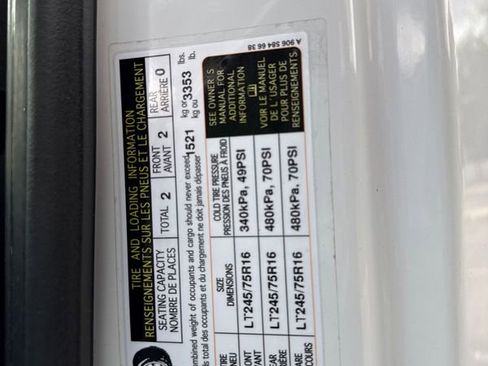 A 906 584 66 38
TIRE AND LOADING INFORMATION
RENSEIGNEMENTS SUR LES PNEUS ET LE CHARGEMENT
SEATING CAPACITY
NOMBRE DE PLACES
TOTAL 2
FRONT
AVANT 2
REAR
ARRIÈRE 0
combined weight of occupants and cargo should never exceed 1521 kg or 3353 lbs.
ds total des occupants et du chargement ne doit jamais dépasser kg ou lb.
SIZE
DIMENSIONS
COLD TIRE PRESSURE
PRESSION DES PNEUS À FROID
SEE OWNER'S
MANUAL FOR
ADDITIONAL
INFORMATION
VOIR LE MANUEL
DE L'USAGER
POUR PLUS DE
RENSEIGNEMENTS
LT245/75R16 340kPa, 49PSI
LT245/75R16 480kPa, 70PSI
LT245/75R16 480kPa, 70PSI